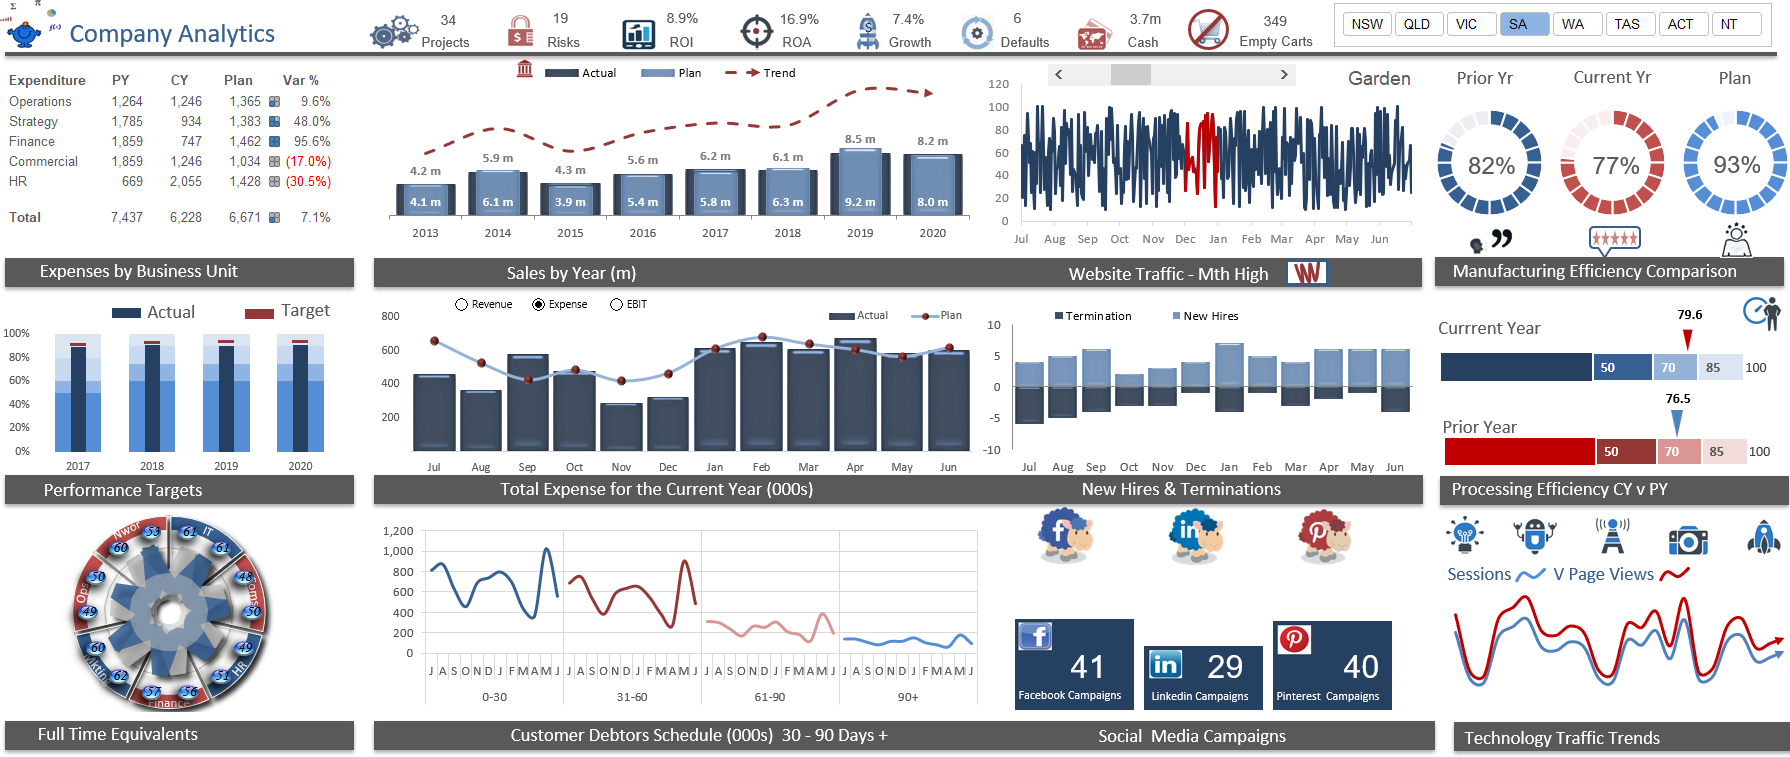 Σ π
f(x)
Company Analytics
34 Projects
19 Risks
8.9% ROI
16.9% ROA
7.4% Growth
6 Defaults
3.7m Cash
349 Empty Carts
NSW QLD VIC SA WA TAS ACT NT
Expenditure PY CY Plan Var %
Operations 1,264 1,246 1,365 9.6%
Strategy 1,785 934 1,383 48.0%
Finance 1,859 747 1,462 95.6%
Commercial 1,859 1,246 1,034 (17.0%)
HR 669 2,055 1,428 (30.5%)
Total 7,437 6,228 6,671 7.1%
Expenses by Business Unit
Actual Plan Trend
4.2 m 5.9 m 4.3 m 5.6 m 6.2 m 6.1 m 8.5 m 8.2 m
4.1 m 6.1 m 3.9 m 5.4 m 5.8 m 6.3 m 9.2 m 8.0 m
2013 2014 2015 2016 2017 2018 2019 2020
Sales by Year (m)
Garden
120
100
80
60
40
20
0
Jul Aug Sep Oct Nov Dec Jan Feb Mar Apr May Jun
Website Traffic - Mth High
Prior Yr Current Yr Plan
82% 77% 93%
Manufacturing Efficiency Comparison
Actual Target
100%
80%
60%
40%
20%
0%
2017 2018 2019 2020
Performance Targets
Revenue Expense EBIT
Actual Plan
800
600
400
200
Jul Aug Sep Oct Nov Dec Jan Feb Mar Apr May Jun
Total Expense for the Current Year (000s)
Termination New Hires
10
5
0
-5
-10
Jul Aug Sep Oct Nov Dec Jan Feb Mar Apr May Jun
New Hires & Terminations
79.6
Currrent Year
50 70 85 100
76.5
Prior Year
50 70 85 100
Processing Efficiency CY v PY
Nwor 53 61 IT
60 61
50 48
Ops Coms
49 50
60 49
Mkting HR
62 57 56 51
Finance
Full Time Equivalents
1,200
1,000
800
600
400
200
0
J A S O N D J F M A M J J A S O N D J F M A M J J A S O N D J F M A M J J A S O N D J F M A M J
0-30 31-60 61-90 90+
Customer Debtors Schedule (000s) 30 - 90 Days +
f in P
f in P
41 29 40
Facebook Campaigns Linkedin Campaigns Pinterest Campaigns
Social Media Campaigns
Sessions V Page Views
Technology Traffic Trends